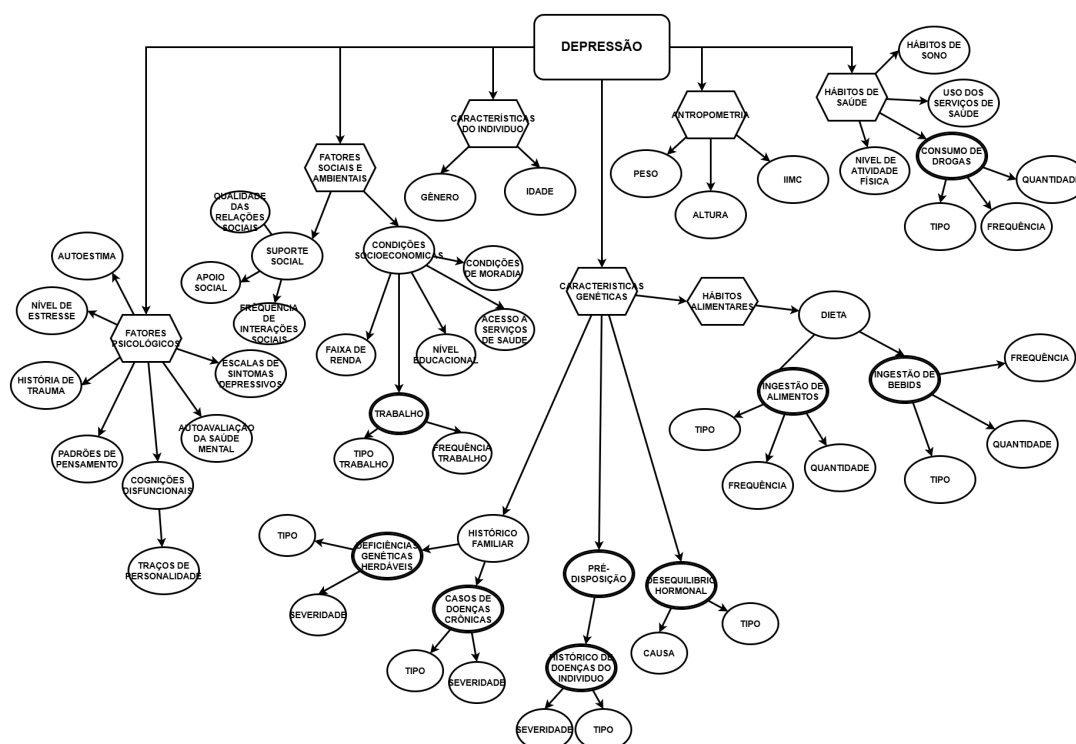 DEPRESSÃO
HÁBITOS DE
SONO
HÁBITOS
DE SAÚDE
USO DOS
SERVIÇOS DE
SAÚDE
CONSUMO DE
DROGAS
NIVEL DE
ATIVIDADE
FÍSICA
QUANTIDADE
TIPO
FREQUÊNCIA
ANTROPOMETRIA
PESO
ALTURA
IIMC
CARACTERÍSTICAS
DO INDIVIDUO
GÊNERO
IDADE
FATORES
SOCIAIS E
AMBIENTAIS
QUALIDADE
DAS
RELAÇÕES
SOCIAIS
SUPORTE
SOCIAL
APOIO
SOCIAL
FREQUENCIA
DE
INTERAÇÕES
SOCIAIS
CONDIÇÕES
SOCIOECONOMICAS
CONDIÇÕES
DE MORADIA
ACESSO A
SERVIÇOS
DE SAUDE
FAIXA DE
RENDA
NÍVEL
EDUCACIONAL
TRABALHO
TIPO
TRABALHO
FREQUÊNCIA
TRABALHO
AUTOESTIMA
NÍVEL DE
ESTRESSE
FATORES
PSICOLÓGICOS
HISTÓRIA DE
TRAUMA
ESCALAS DE
SINTOMAS
DEPRESSIVOS
AUTOAVALIAÇÃO
DA SAÚDE
MENTAL
PADRÕES DE
PENSAMENTO
COGNIÇÕES
DISFUNCIONAIS
TRAÇOS DE
PERSONALIDADE
CARACTERISTICAS
GENÉTICAS
HÁBITOS
ALIMENTARES
DIETA
INGESTÃO DE
ALIMENTOS
TIPO
FREQUÊNCIA
QUANTIDADE
INGESTÃO DE
BEBIDS
FREQUÊNCIA
QUANTIDADE
TIPO
HISTÓRICO
FAMILIAR
DEFICIÊNCIAS
GENÉTICAS
HERDÁVEIS
TIPO
SEVERIDADE
CASOS DE
DOENÇAS
CRÔNICAS
TIPO
SEVERIDADE
PRÉ-
DISPOSIÇÃO
HISTÓRICO DE
DOENÇAS DO
INDIVIDUO
SEVERIDADE
TIPO
DESEQUILIBRIO
HORMONAL
CAUSA
TIPO